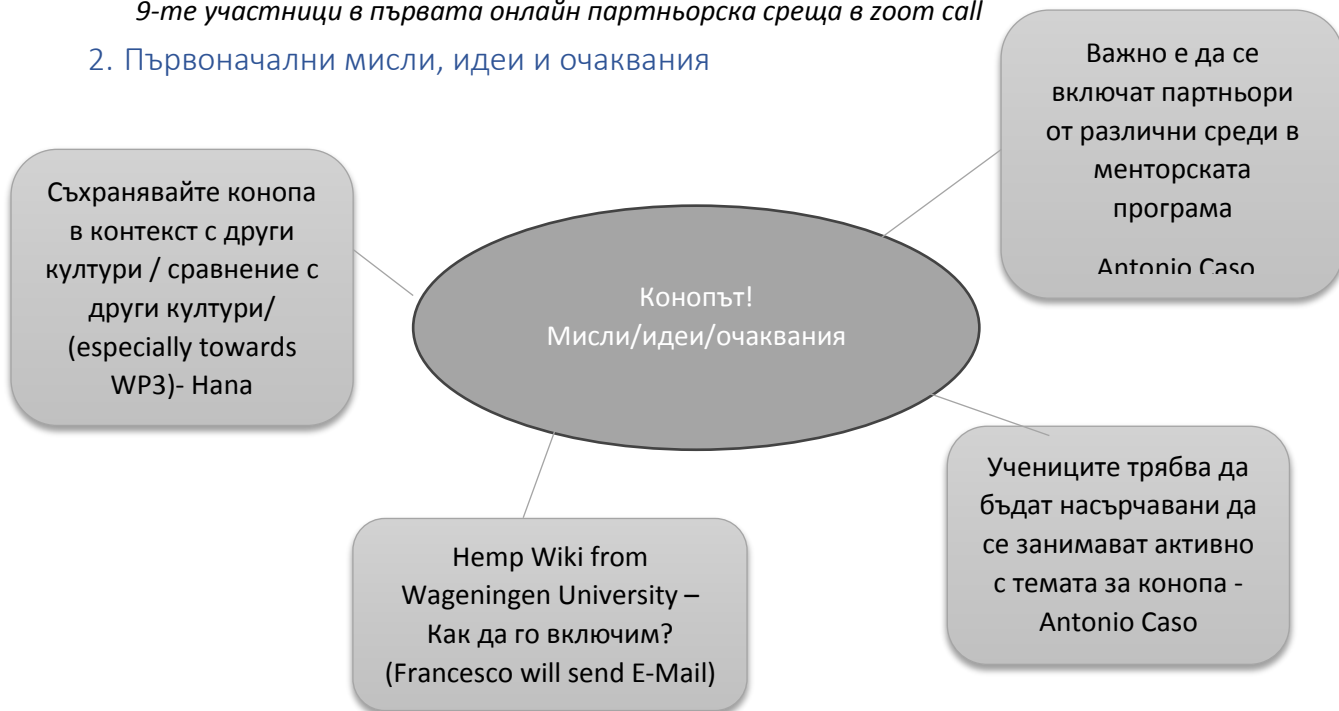 9-те участници в първата онлайн партньорска среща в zoom call
2. Първоначални мисли, идеи и очаквания
Важно е да се
включат партньори
от различни среди в
менторската
програма
Antonio Caso
Съхранявайте конопа
в контекст с други
култури / сравнение с
други култури/
(especially towards
WP3)- Hana
Конопът!
Мисли/идеи/очаквания
Учениците трябва да
бъдат насърчавани да
се занимават активно
с темата за конопа -
Antonio Caso
Hemp Wiki from
Wageningen University –
Как да го включим?
(Francesco will send E-Mail)